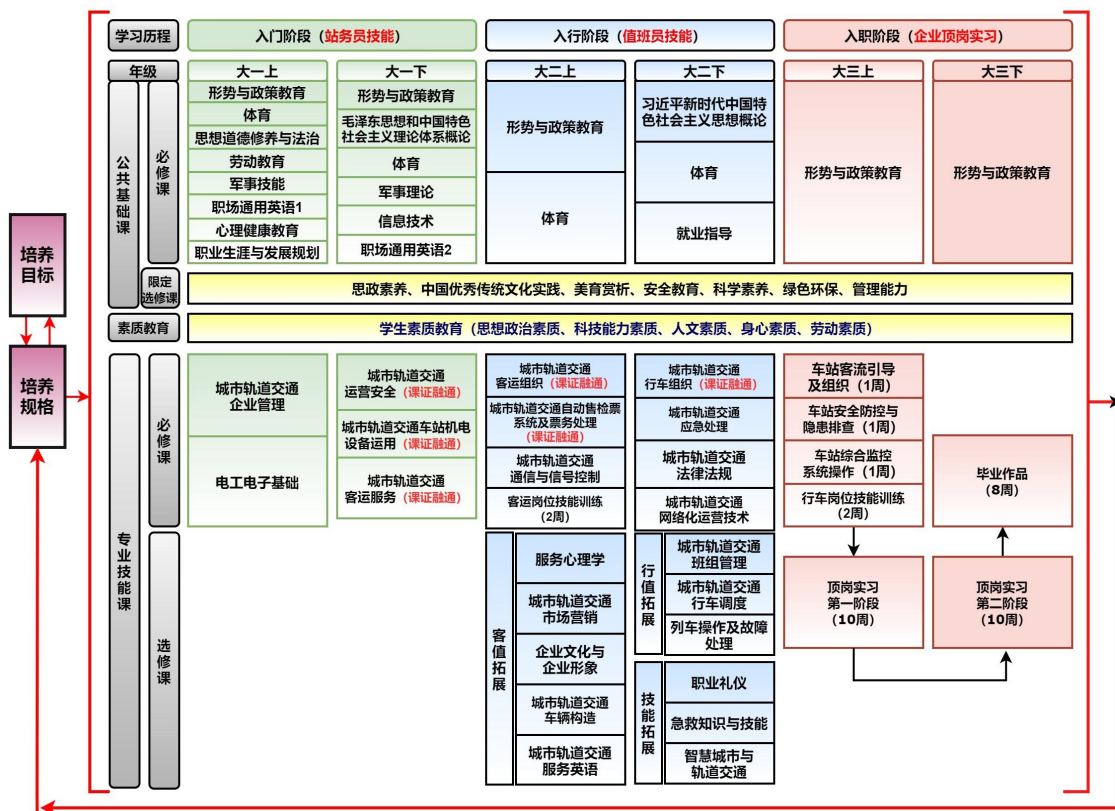 学习历程
入门阶段（站务员技能）
入行阶段（值班员技能）
入职阶段（企业顶岗实习）
年级
大一上
大一下
大二上
大二下
大三上
大三下
培养
目标
培养
规格
公共基础课
必修课
形势与政策教育
体育
思想道德修养与法治
劳动教育
军事技能
职场通用英语1
心理健康教育
职业生涯与发展规划
形势与政策教育
毛泽东思想和中国特色
社会主义理论体系概论
体育
军事理论
信息技术
职场通用英语2
形势与政策教育
体育
习近平新时代中国特
色社会主义思想概论
体育
就业指导
形势与政策教育
形势与政策教育
限定
选修课
思政素养、中国优秀传统文化实践、美育赏析、安全教育、科学素养、绿色环保、管理能力
素质教育
学生素质教育（思想政治素质、科技能力素质、人文素质、身心素质、劳动素质）
专业技能课
必修课
城市轨道交通
企业管理
电工电子基础
城市轨道交通
运营安全（课证融通）
城市轨道交通车站机电
设备运用（课证融通）
城市轨道交通
客运服务（课证融通）
城市轨道交通
客运组织（课证融通）
城市轨道交通自动售检票
系统及票务处理
（课证融通）
城市轨道交通
通信与信号控制
客运岗位技能训练
（2周）
城市轨道交通
行车组织（课证融通）
城市轨道交通
应急处理
城市轨道交通
法律法规
城市轨道交通
网络化运营技术
车站客流引导
及组织（1周）
车站安全防控与
隐患排查（1周）
车站综合监控
系统操作（1周）
行车岗位技能训练
（2周）
毕业作品
（8周）
选修课
客值拓展
服务心理学
城市轨道交通
市场营销
企业文化与
企业形象
城市轨道交通
车辆构造
城市轨道交通
服务英语
行值拓展
城市轨道交通
班组管理
城市轨道交通
行车调度
列车操作及故障
处理
技能拓展
职业礼仪
急救知识与技能
智慧城市与
轨道交通
顶岗实习
第一阶段
（10周）
顶岗实习
第二阶段
（10周）